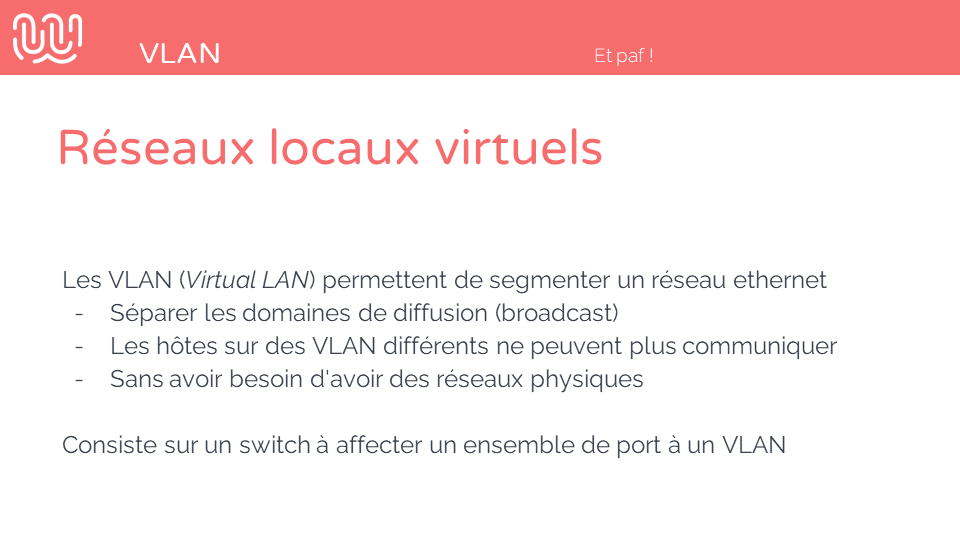 VLAN
Et paf !
Réseaux locaux virtuels
Les VLAN (Virtual LAN) permettent de segmenter un réseau ethernet
- Séparer les domaines de diffusion (broadcast)
- Les hôtes sur des VLAN différents ne peuvent plus communiquer
- Sans avoir besoin d'avoir des réseaux physiques
Consiste sur un switch à affecter un ensemble de port à un VLAN